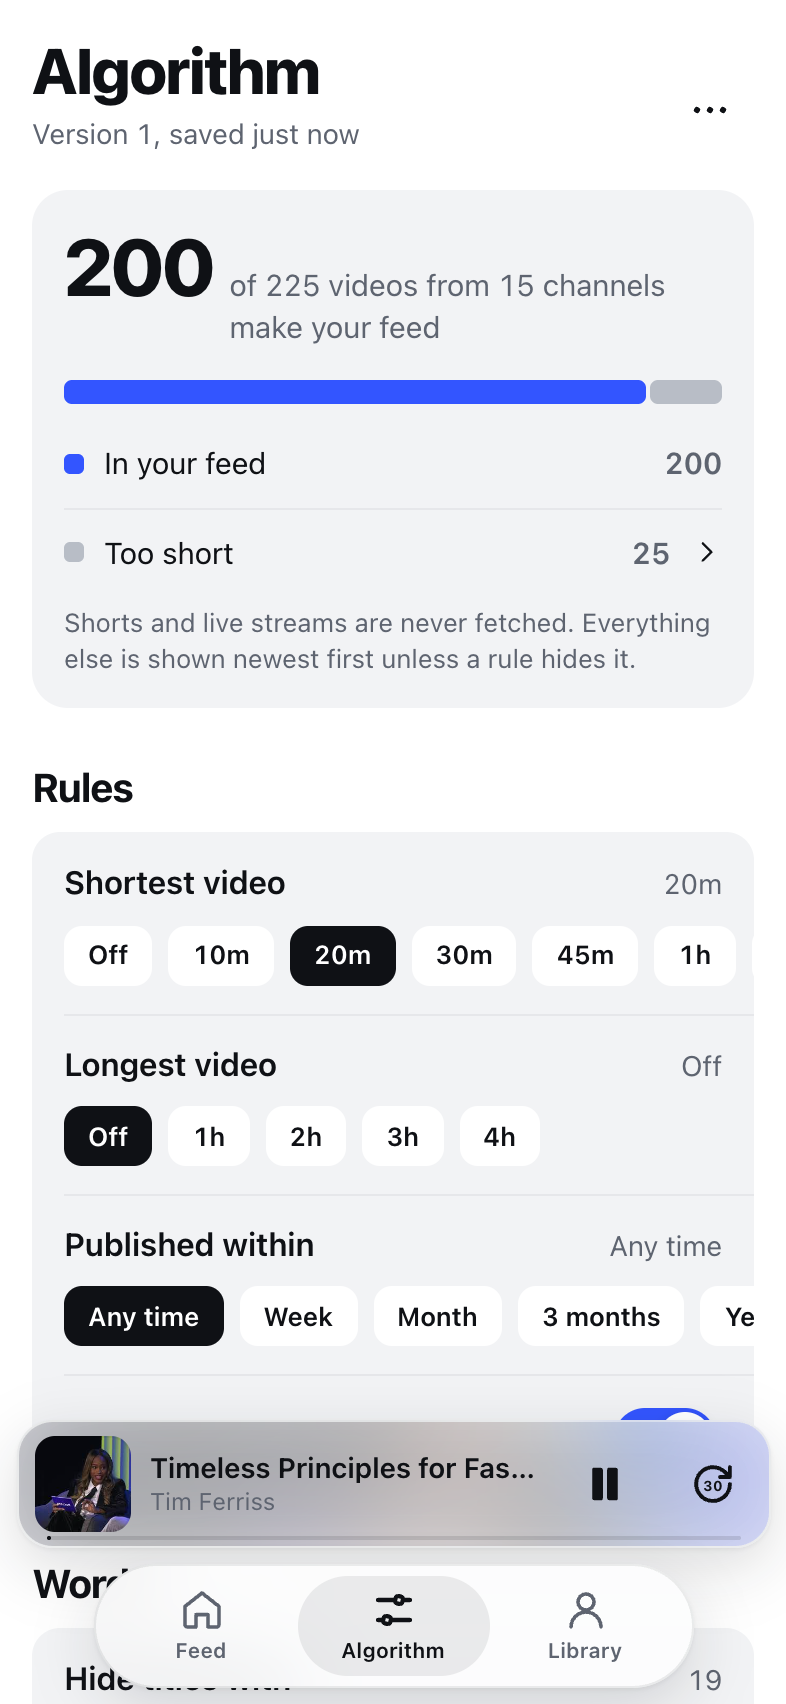 Algorithm
Version 1, saved just now
200 of 225 videos from 15 channels
make your feed
In your feed 200
Too short 25
Shorts and live streams are never fetched. Everything
else is shown newest first unless a rule hides it.
Rules
Shortest video 20m
Off 10m 20m 30m 45m 1h
Longest video Off
Off 1h 2h 3h 4h
Published within Any time
Any time Week Month 3 months Ye
Timeless Principles for Fas...
Tim Ferriss
30
Feed Algorithm Library
Hide titles with 19